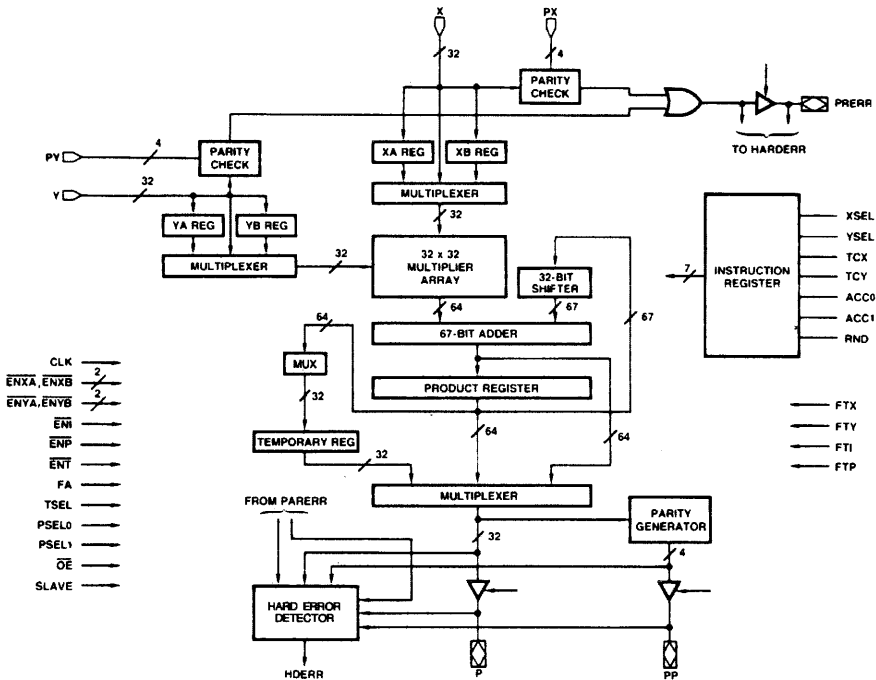 X
PX
32
4
PARITY
CHECK
PRERR
TO HARDERR
PY
4
PARITY
CHECK
Y
32
XA REG
XB REG
MULTIPLEXER
32
YA REG
YB REG
MULTIPLEXER
32
32 x 32
MULTIPLIER
ARRAY
32-BIT
SHIFTER
64
67
67
67-BIT ADDER
64
MUX
32
PRODUCT REGISTER
TEMPORARY REG
64
64
32
MULTIPLEXER
INSTRUCTION
REGISTER
7
XSEL
YSEL
TCX
TCY
ACC0
ACC1
RND
CLK
ENXA, ENXB
2
ENYA, ENYB
2
ENI
ENP
ENT
FA
TSEL
PSEL0
PSEL1
OE
SLAVE
FTX
FTY
FTI
FTP
FROM PARERR
32
PARITY
GENERATOR
4
HARD ERROR
DETECTOR
HDERR
P
PP